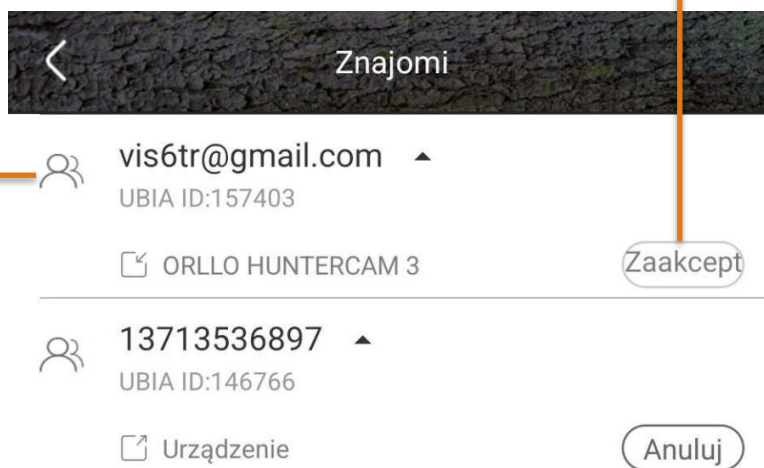 Znajomi
vis6tr@gmail.com
UBIA ID:157403
ORLLO HUNTERCAM 3
Zaakcept
13713536897
UBIA ID:146766
Urządzenie
Anuluj